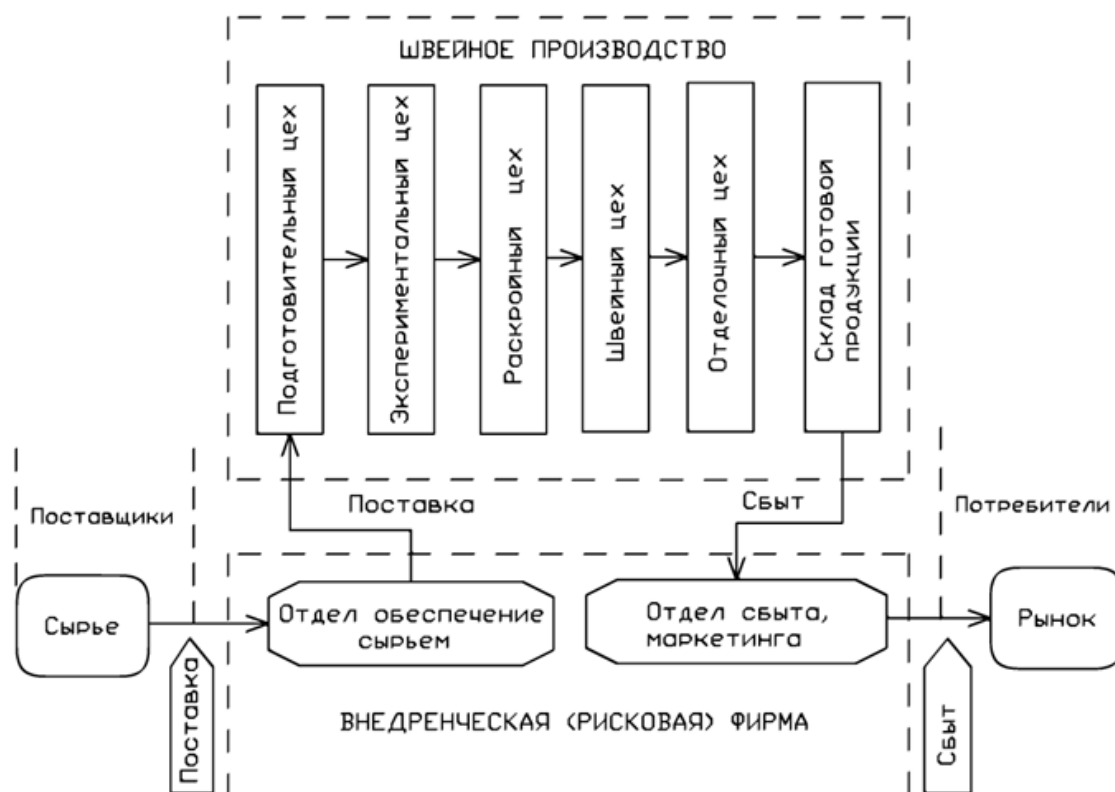 ШВЕЙНОЕ ПРОИЗВОДСТВО
Подготовительный цех
Экспериментальный цех
Раскройный цех
Швейный цех
Отделочный цех
Склад готовой
продукции
Поставщики
Поставка
Сбыт
Потребители
Сырье
Отдел обеспечение
сырьем
Отдел сбыта,
маркетинга
Рынок
Поставка
ВНЕДРЕНЧЕСКАЯ (РИСКОВАЯ) ФИРМА
Сбыт